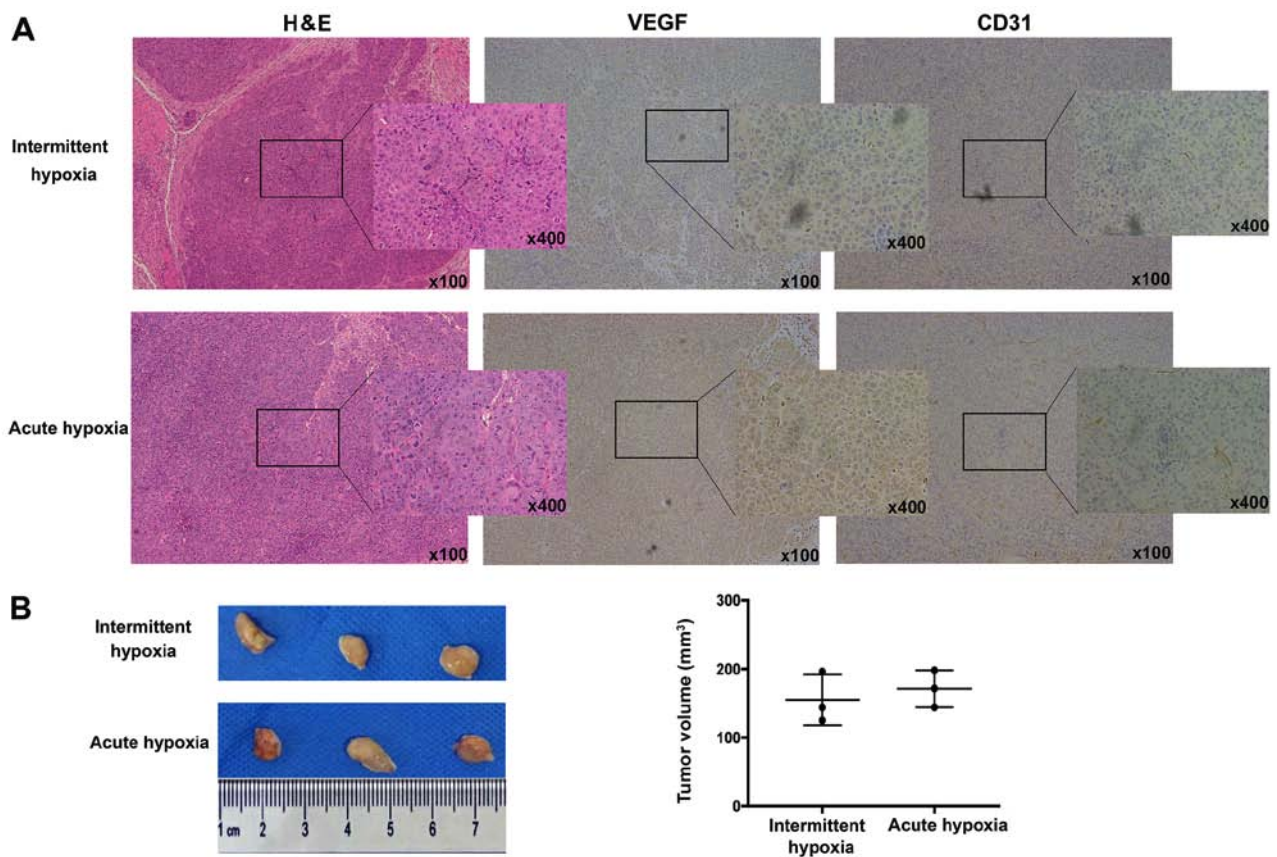 A
H&E
VEGF
CD31
Intermittent
hypoxia
x400
x100
x400
x100
x400
x100
Acute hypoxia
x400
x100
x400
x100
x400
x100
B
Intermittent
hypoxia
Acute hypoxia
1 cm 2 3 4 5 6 7
Tumor volume (mm³)
300
200
100
0
Intermittent
hypoxia
Acute hypoxia